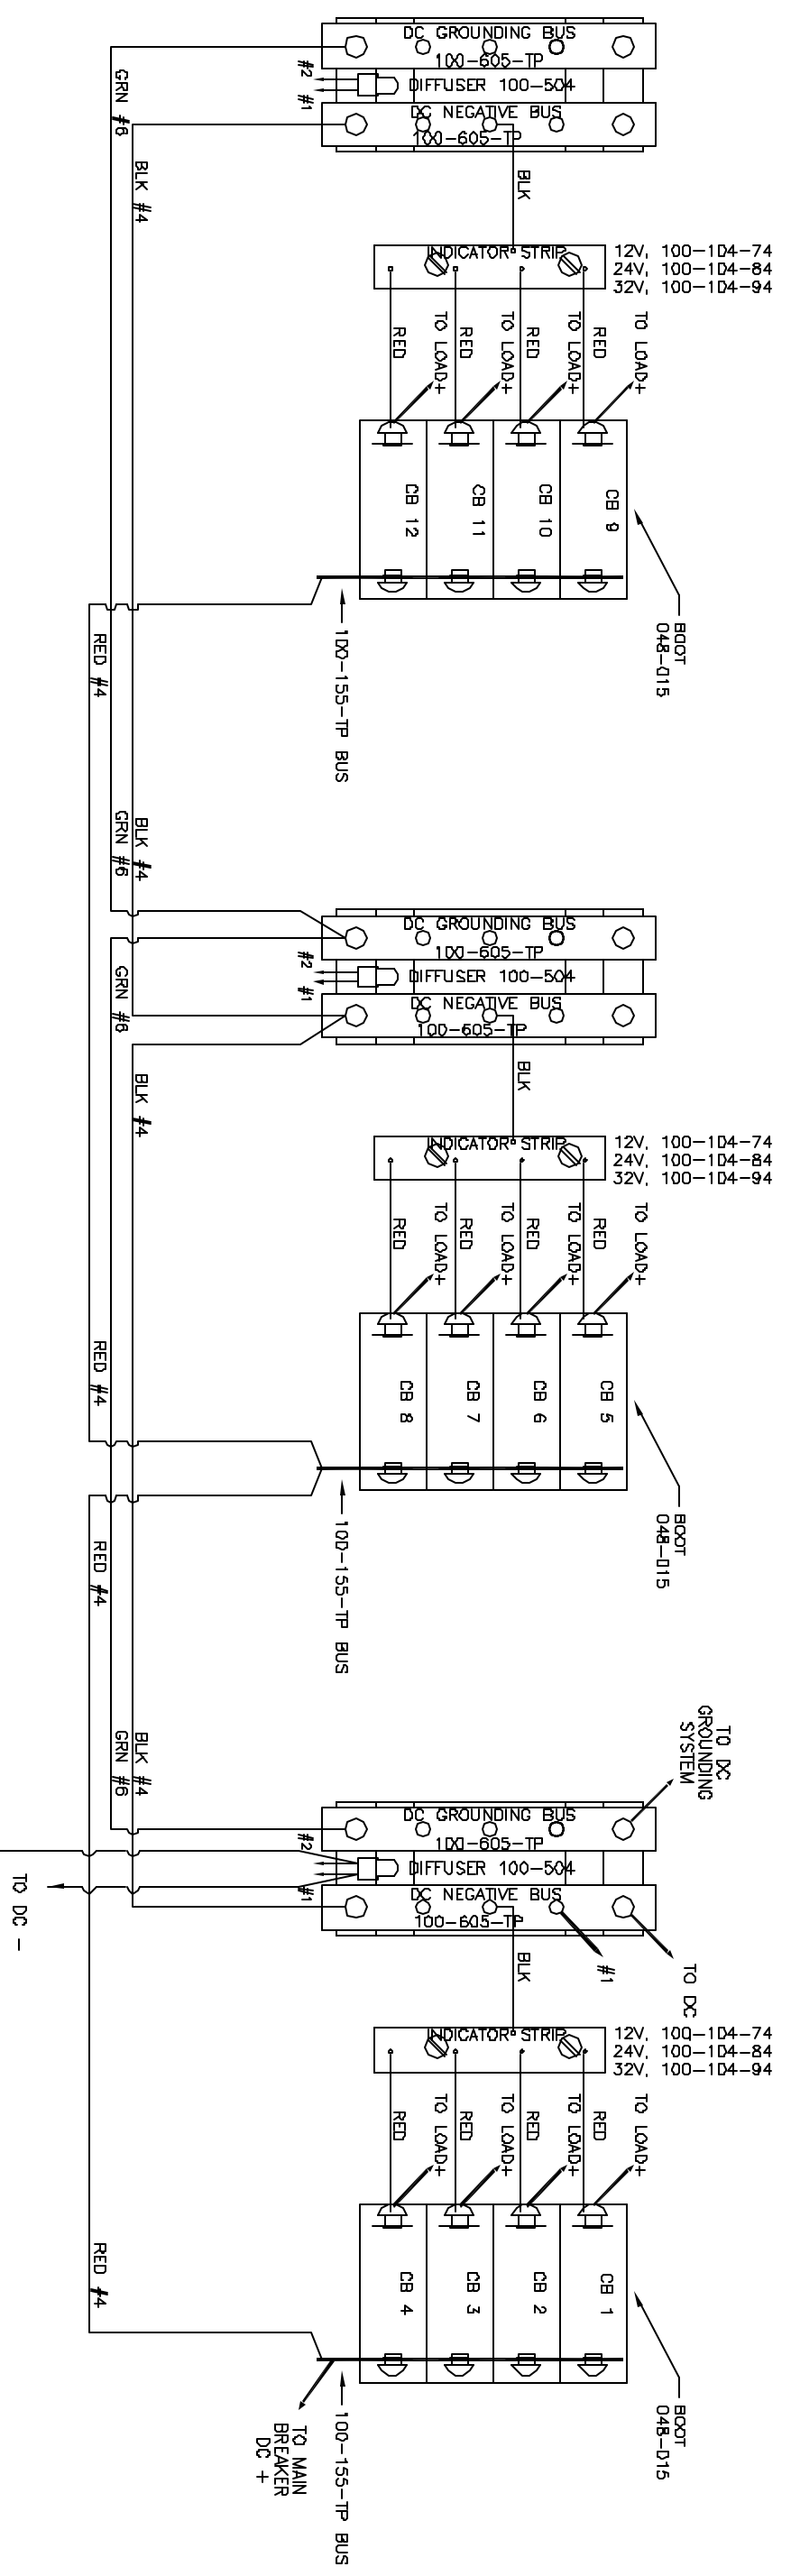 DC GROUNDING BUS
100-605-TP
#2
#1
DIFFUSER 100-504
DC NEGATIVE BUS
100-605-TP
GRN #6
BLK #4
BLK
INDICATOR STRIP
12V, 100-104-74
24V, 100-104-84
32V, 100-104-94
RED
TO LOAD+
RED
TO LOAD+
RED
TO LOAD+
RED
TO LOAD+
CB 12
CB 11
CB 10
CB 9
BOOT
048-015
RED #4
100-155-TP BUS
BLK #4
GRN #6
DC GROUNDING BUS
100-605-TP
#2
#1
DIFFUSER 100-504
DC NEGATIVE BUS
100-605-TP
GRN #6
BLK #4
BLK
INDICATOR STRIP
12V, 100-104-74
24V, 100-104-84
32V, 100-104-94
RED
TO LOAD+
RED
TO LOAD+
RED
TO LOAD+
RED
TO LOAD+
RED #4
CB 8
CB 7
CB 6
CB 5
BOOT
048-015
RED #4
100-155-TP BUS
BLK #4
GRN #6
TO DC
GROUNDING
SYSTEM
DC GROUNDING BUS
100-605-TP
#2
#1
DIFFUSER 100-504
DC NEGATIVE BUS
100-605-TP
TO DC -
#1
TO DC
BLK
INDICATOR STRIP
12V, 100-104-74
24V, 100-104-84
32V, 100-104-94
RED
TO LOAD+
RED
TO LOAD+
RED
TO LOAD+
RED
TO LOAD+
RED #4
CB 4
CB 3
CB 2
CB 1
BOOT
048-015
TO MAIN
BREAKER
DC +
100-155-TP BUS